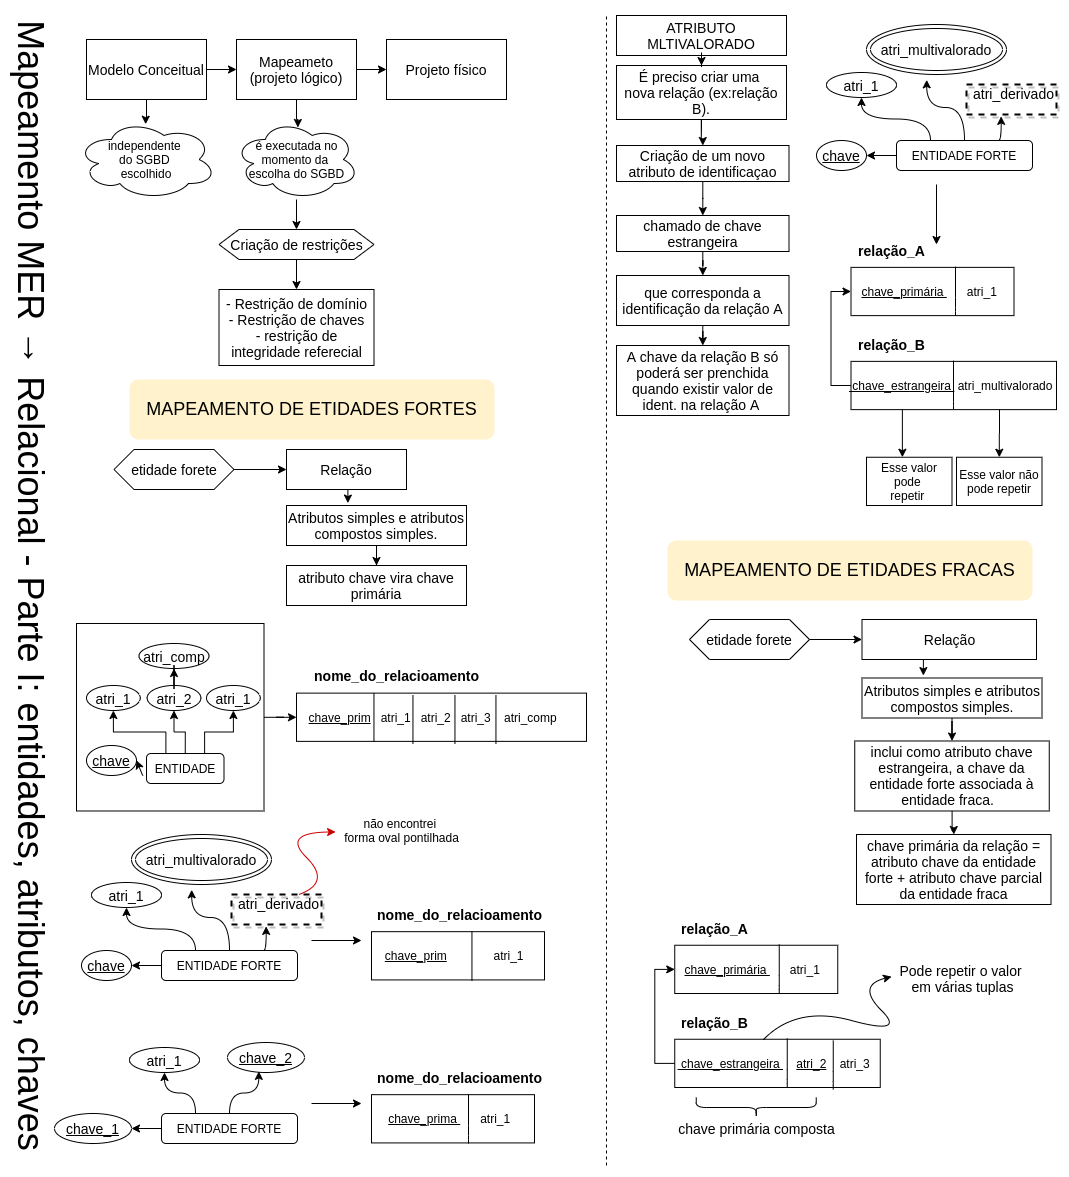 Mapeamento MER → Relacional - Parte I: entidades, atributos, chaves
Modelo Conceitual
Mapeameto
(projeto lógico)
Projeto físico
independente
do SGBD
escolhido
é executada no
momento da
escolha do SGBD
Criação de restrições
- Restrição de domínio
- Restrição de chaves
- restrição de
integridade referecial
MAPEAMENTO DE ETIDADES FORTES
etidade forete
Relação
Atributos simples e atributos
compostos simples.
atributo chave vira chave
primária
atri_comp
atri_1
atri_2
atri_1
chave
ENTIDADE
nome_do_relacioamento
chave_prim
atri_1
atri_2
atri_3
atri_comp
não encontrei
forma oval pontilhada
atri_multivalorado
atri_1
atri_derivado
chave
ENTIDADE FORTE
nome_do_relacioamento
chave_prim
atri_1
atri_1
chave_2
chave_1
ENTIDADE FORTE
nome_do_relacioamento
chave_prima
atri_1
ATRIBUTO
MLTIVALORADO
É preciso criar uma
nova relação (ex:relação
B).
Criação de um novo
atributo de identificaçao
chamado de chave
estrangeira
que corresponda a
identificação da relação A
A chave da relação B só
poderá ser prenchida
quando existir valor de
ident. na relação A
atri_multivalorado
atri_1
atri_derivado
chave
ENTIDADE FORTE
relação_A
chave_primária
atri_1
relação_B
chave_estrangeira
atri_multivalorado
Esse valor
pode
repetir
Esse valor não
pode repetir
MAPEAMENTO DE ETIDADES FRACAS
etidade forete
Relação
Atributos simples e atributos
compostos simples.
inclui como atributo chave
estrangeira, a chave da
entidade forte associada à
entidade fraca.
chave primária da relação =
atributo chave da entidade
forte + atributo chave parcial
da entidade fraca
relação_A
chave_primária
atri_1
Pode repetir o valor
em várias tuplas
relação_B
chave_estrangeira
atri_2
atri_3
chave primária composta